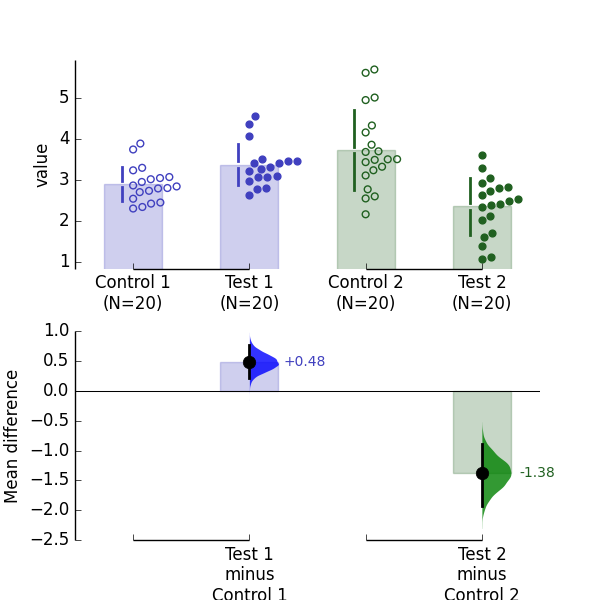 5
4
3
2
1
value
Control 1
(N=20)
Test 1
(N=20)
Control 2
(N=20)
Test 2
(N=20)
1.0
0.5
0.0
−0.5
−1.0
−1.5
−2.0
−2.5
Mean difference
+0.48
-1.38
Test 1
minus
Control 1
Test 2
minus
Control 2